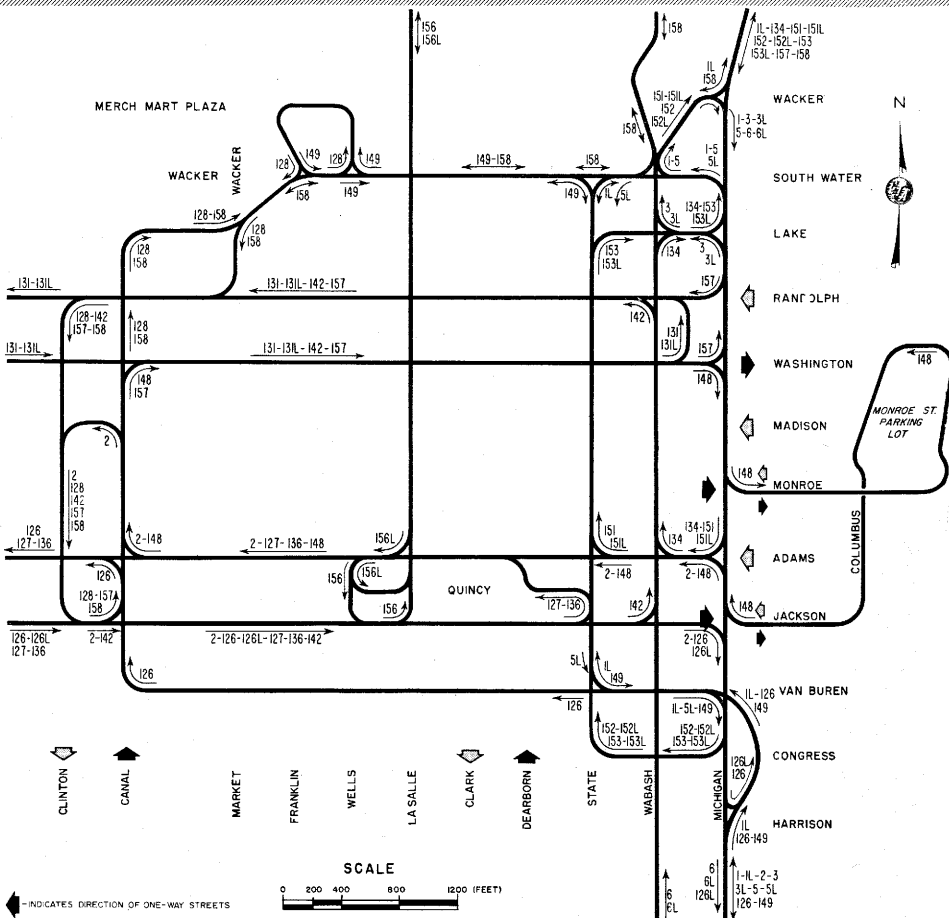 156
156L
158
1L-134-151-151L
152-152L-153
153L-157-158
1L
158
MERCH MART PLAZA
151-151L
152
152L
WACKER
N
1-3-3L
5-6-6L
158
WACKER
WACKER
128
149
128
149
149-158
158
1-5
1-5
5L
SOUTH WATER
158
149
149
1L
5L
128-158
128
158
3
3L
134-153
153L
LAKE
128
158
153
153L
134
3
3L
157
131-131L
131-131L-142-157
RANDOLPH
128-142
157-158
128
158
142
131
131L
131-131L
131-131L-142-157
157
WASHINGTON
148
148
157
148
MONROE ST.
PARKING
LOT
MADISON
2
2
128
142
157
158
148
MONROE
COLUMBUS
126
127-136
2-148
2-127-136-148
156L
151
151L
134
134-151
151L
ADAMS
126
156
156L
QUINCY
2-148
2-148
128-157
158
127-136
142
148
156
JACKSON
126-126L
127-136
2-142
2-126-126L-127-136-142
2-126
126L
5L
1L
149
126
126
1L-126
149
VAN BUREN
1L-5L-149
152-152L
153-153L
152-152L
153-153L
CONGRESS
126L
126
CLINTON
CANAL
MARKET
FRANKLIN
WELLS
LA SALLE
CLARK
DEARBORN
STATE
WABASH
MICHIGAN
HARRISON
1L
126-149
SCALE
0 200 400 800 1200 (FEET)
6
6L
6
6L
126L
1-1L-2-3
3L-5-5L
126-149
-INDICATES DIRECTION OF ONE-WAY STREETS